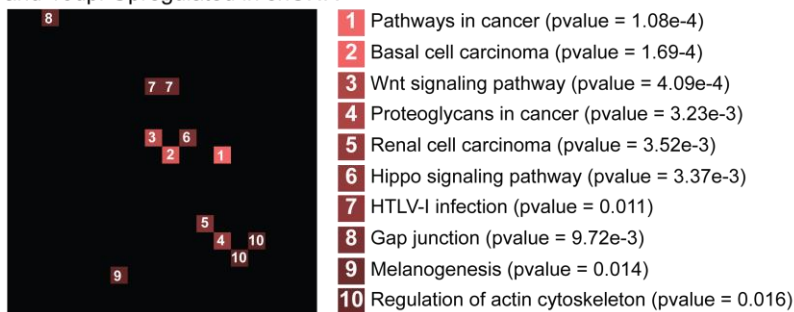 8
7 7
3 6
2 1
5
4 10
10
9
1 Pathways in cancer (pvalue = 1.08e-4)
2 Basal cell carcinoma (pvalue = 1.69-4)
3 Wnt signaling pathway (pvalue = 4.09e-4)
4 Proteoglycans in cancer (pvalue = 3.23e-3)
5 Renal cell carcinoma (pvalue = 3.52e-3)
6 Hippo signaling pathway (pvalue = 3.37e-3)
7 HTLV-I infection (pvalue = 0.011)
8 Gap junction (pvalue = 9.72e-3)
9 Melanogenesis (pvalue = 0.014)
10 Regulation of actin cytoskeleton (pvalue = 0.016)